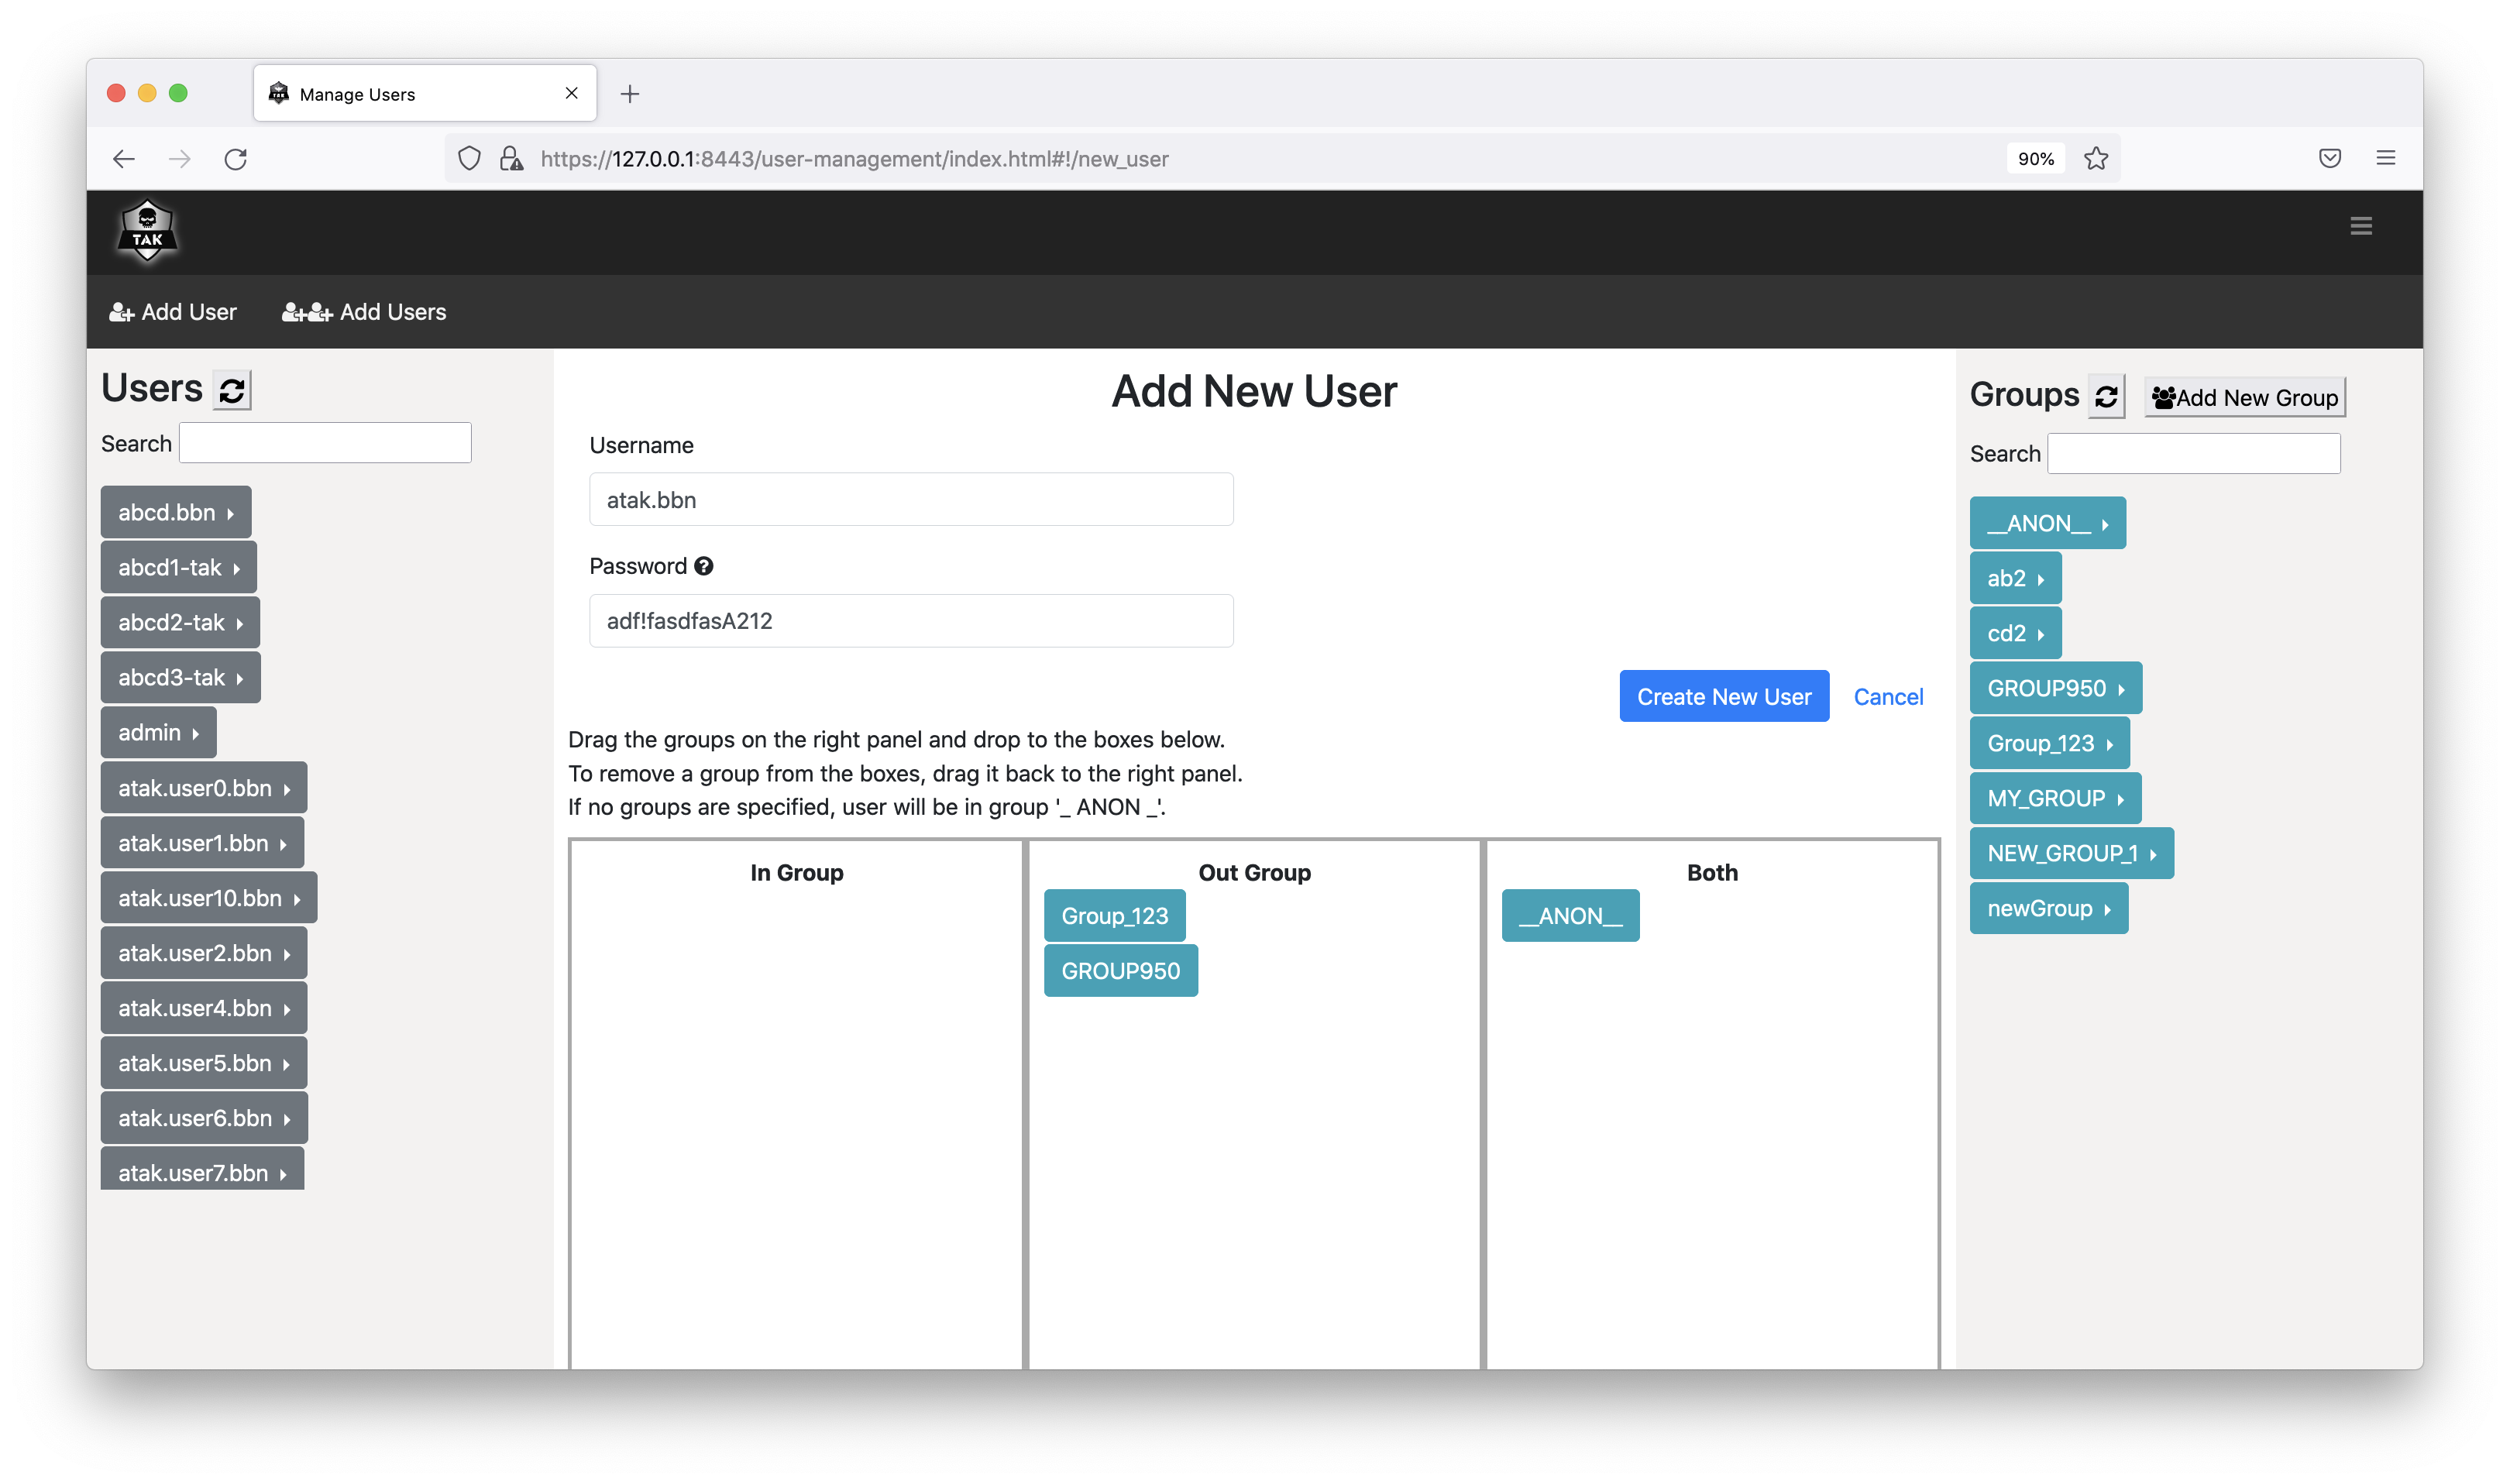 Manage Users
https://127.0.0.1:8443/user-management/index.html#!/new_user
90%
TAK
Add User
Add Users
Users
Search
abcd.bbn
abcd1-tak
abcd2-tak
abcd3-tak
admin
atak.user0.bbn
atak.user1.bbn
atak.user10.bbn
atak.user2.bbn
atak.user4.bbn
atak.user5.bbn
atak.user6.bbn
atak.user7.bbn
Add New User
Username
atak.bbn
Password
adf!fasdfasA212
Create New User
Cancel
Drag the groups on the right panel and drop to the boxes below.
To remove a group from the boxes, drag it back to the right panel.
If no groups are specified, user will be in group '_ ANON _'.
In Group
Out Group
Group_123
GROUP950
Both
__ANON__
Groups
Add New Group
Search
__ANON__
ab2
cd2
GROUP950
Group_123
MY_GROUP
NEW_GROUP_1
newGroup